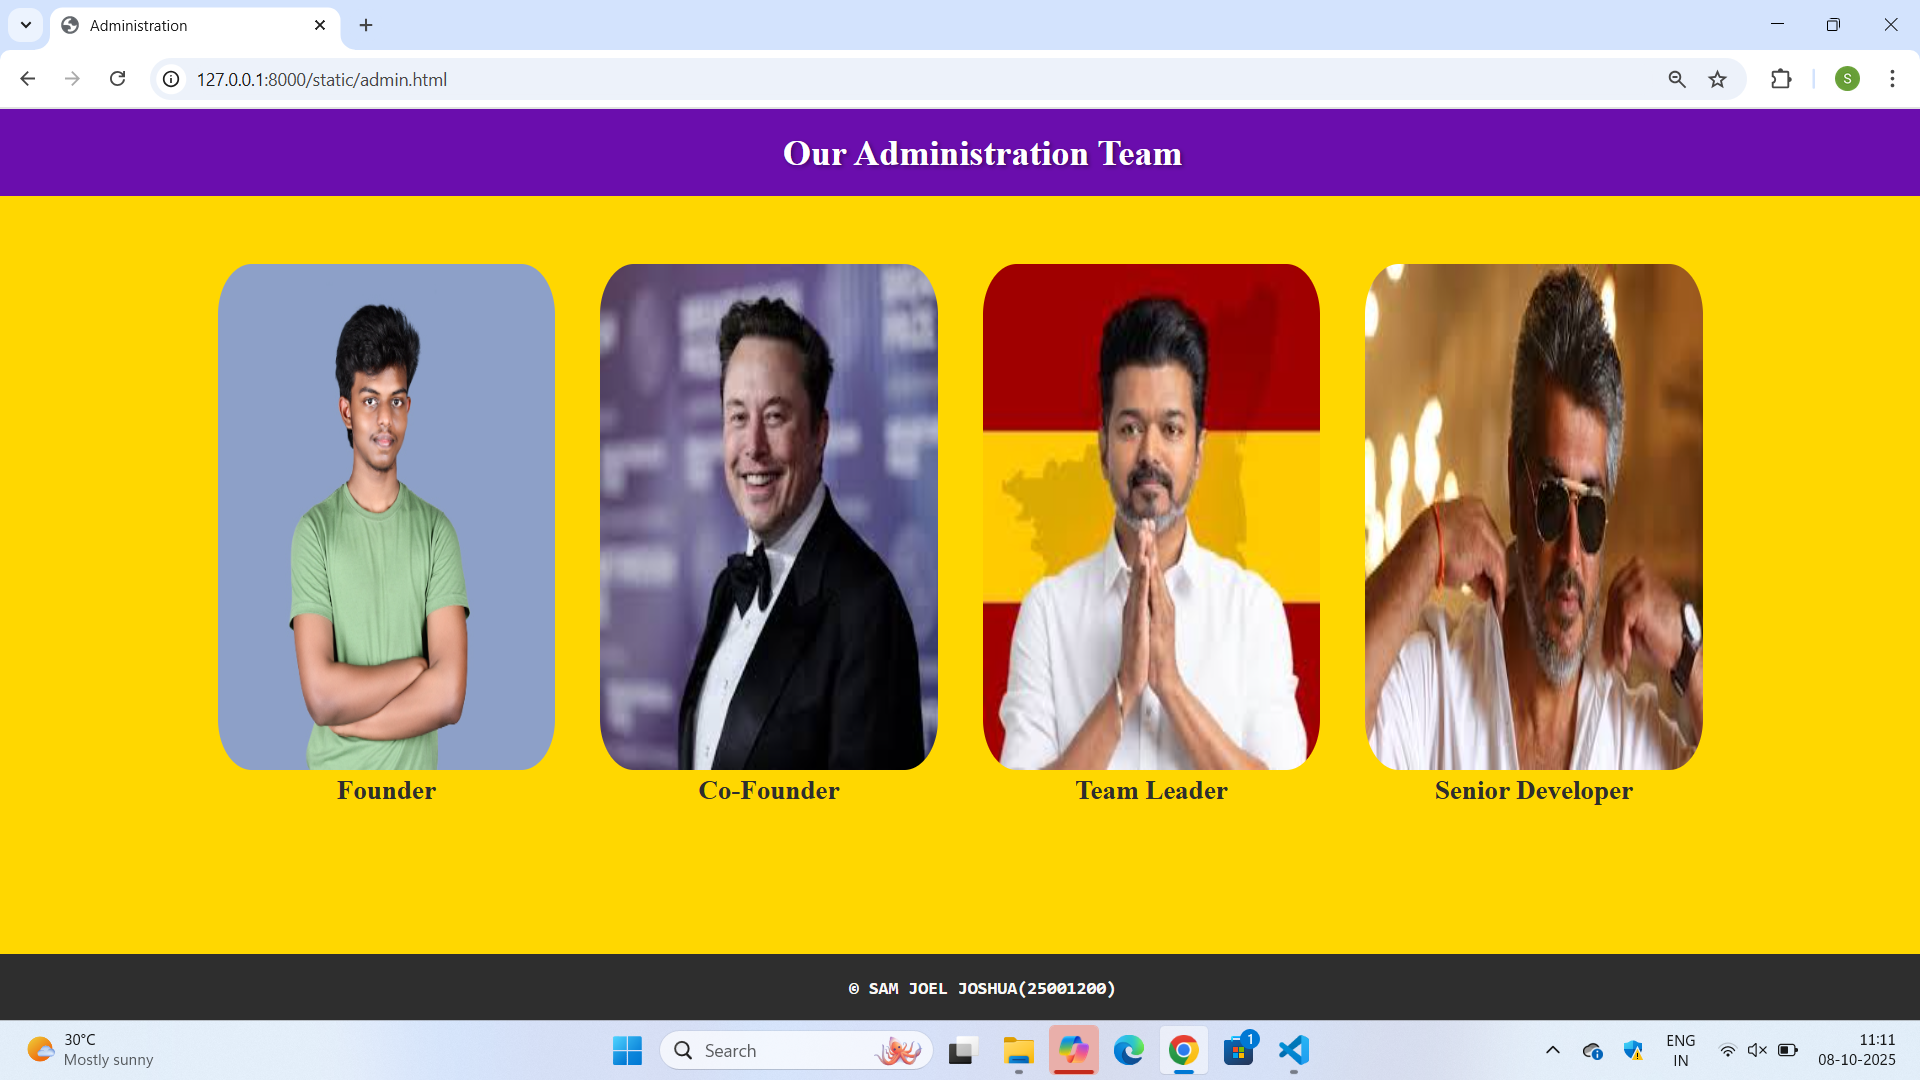 Administration
127.0.0.1:8000/static/admin.html
S
Our Administration Team
Founder
Co-Founder
Team Leader
Senior Developer
© SAM JOEL JOSHUA(25001200)
30°C
Mostly sunny
Search
1
ENG
IN
11:11
08-10-2025